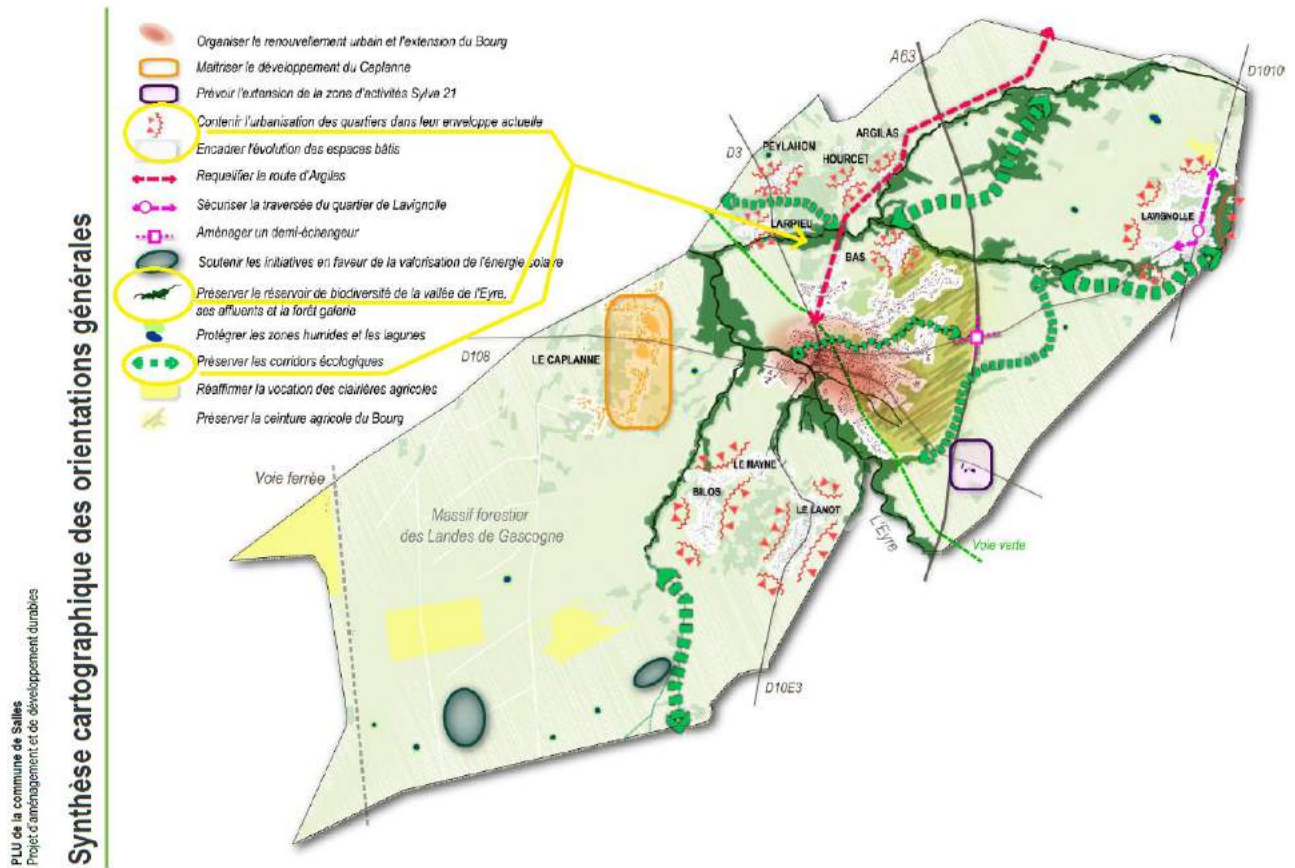 PLU de la commune de Salles
Projet d'aménagement et de développement durables
Synthèse cartographique des orientations générales
Organiser le renouvellement urbain et l'extension du Bourg
Maîtriser le développement du Caplanne
Prévoir l'extension de la zone d'activités Sylva 21
Contenir l'urbanisation des quartiers dans leur enveloppe actuelle
Encadrer l'évolution des espaces bâtis
Requalifier la route d'Argilas
Sécuriser la traversée du quartier de Lavignolle
Aménager un demi-échangeur
Soutenir les initiatives en faveur de la valorisation de l'énergie solaire
Préserver le réservoir de biodiversité de la vallée de l'Eyre,
ses affluents et la forêt galerie
Protégrer les zones humides et les lagunes
Préserver les corridors écologiques
Réaffirmer la vocation des clairières agricoles
Préserver la ceinture agricole du Bourg
A63
D1010
ARGILAS
PEYLAHON
D3
HOURCET
LARRIEU
LAVIGNOLLE
BAS
D108
LE CAPLANNE
LE MAYNE
BILOS
LE LANOT
Voie ferrée
Massif forestier
des Landes de Gascogne
L'Eyre
Voie verte
D10E3